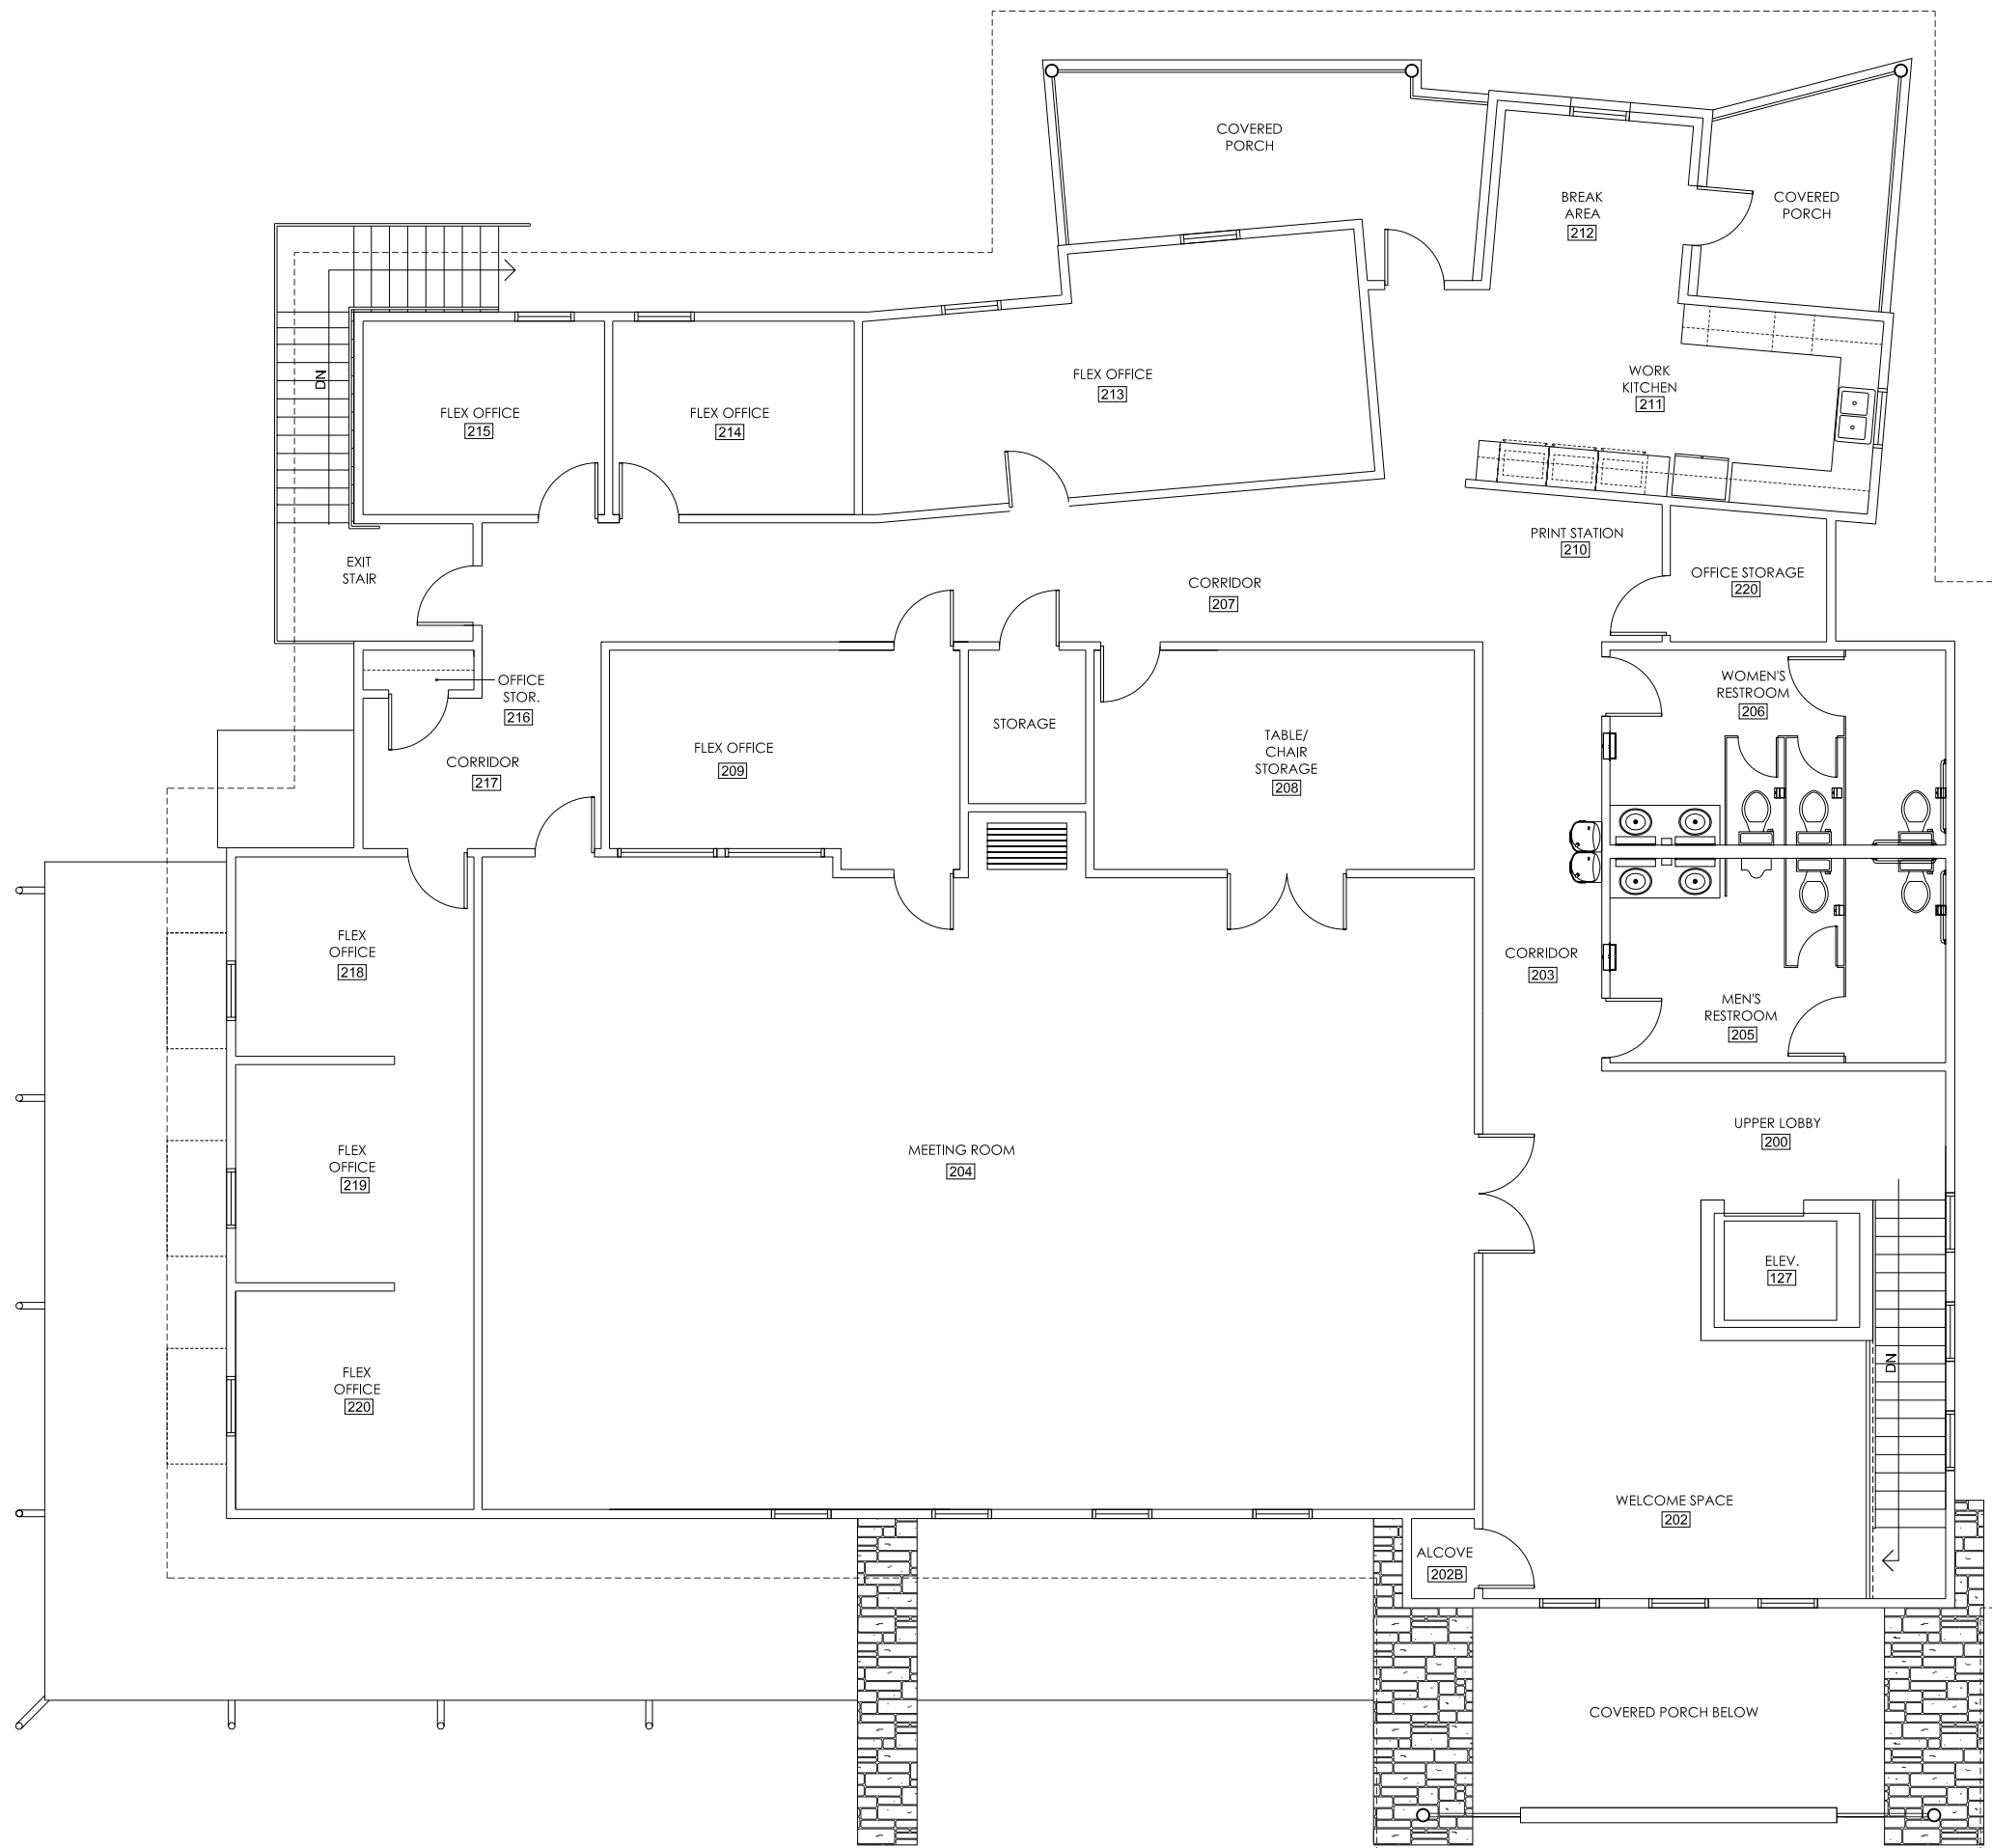 COVERED
PORCH
BREAK
AREA
212
COVERED
PORCH
DN
FLEX OFFICE
215
FLEX OFFICE
214
FLEX OFFICE
213
WORK
KITCHEN
211
EXIT
STAIR
PRINT STATION
210
OFFICE STORAGE
220
CORRIDOR
207
OFFICE
STOR.
216
CORRIDOR
217
FLEX OFFICE
209
STORAGE
TABLE/
CHAIR
STORAGE
208
WOMEN'S
RESTROOM
206
FLEX
OFFICE
218
CORRIDOR
203
MEN'S
RESTROOM
205
FLEX
OFFICE
219
MEETING ROOM
204
UPPER LOBBY
200
ELEV.
127
DN
FLEX
OFFICE
220
WELCOME SPACE
202
ALCOVE
202B
COVERED PORCH BELOW